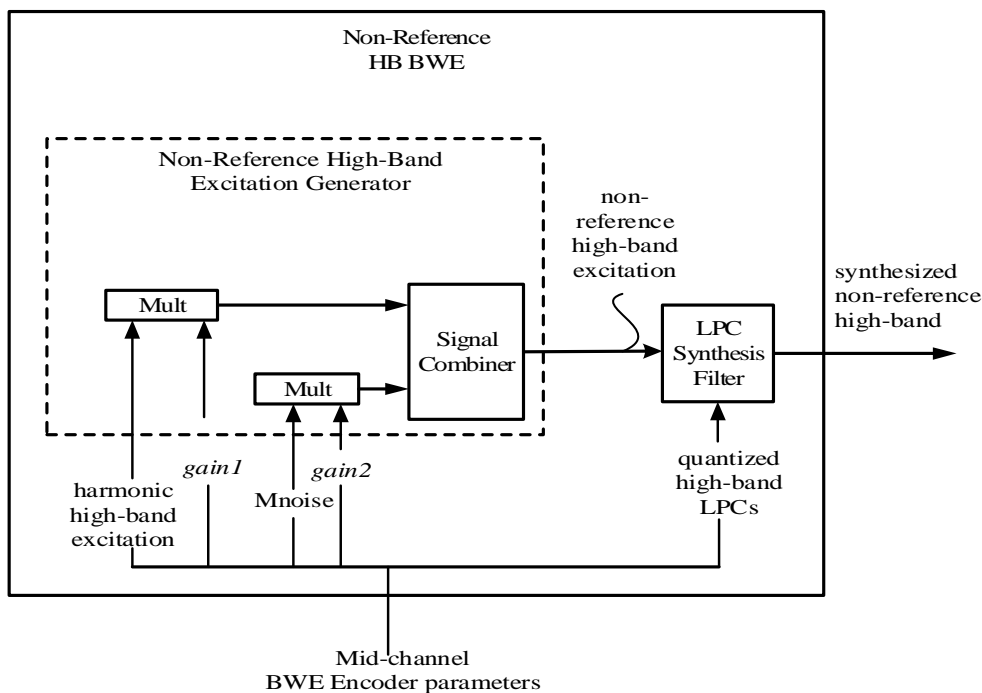 Non-Reference
HB BWE
Non-Reference High-Band
Excitation Generator
non-
reference
high-band
excitation
synthesized
non-reference
high-band
Mult
Signal
Combiner
LPC
Synthesis
Filter
Mult
gain1
gain2
quantized
high-band
LPCs
harmonic
high-band
excitation
Mnoise
Mid-channel
BWE Encoder parameters